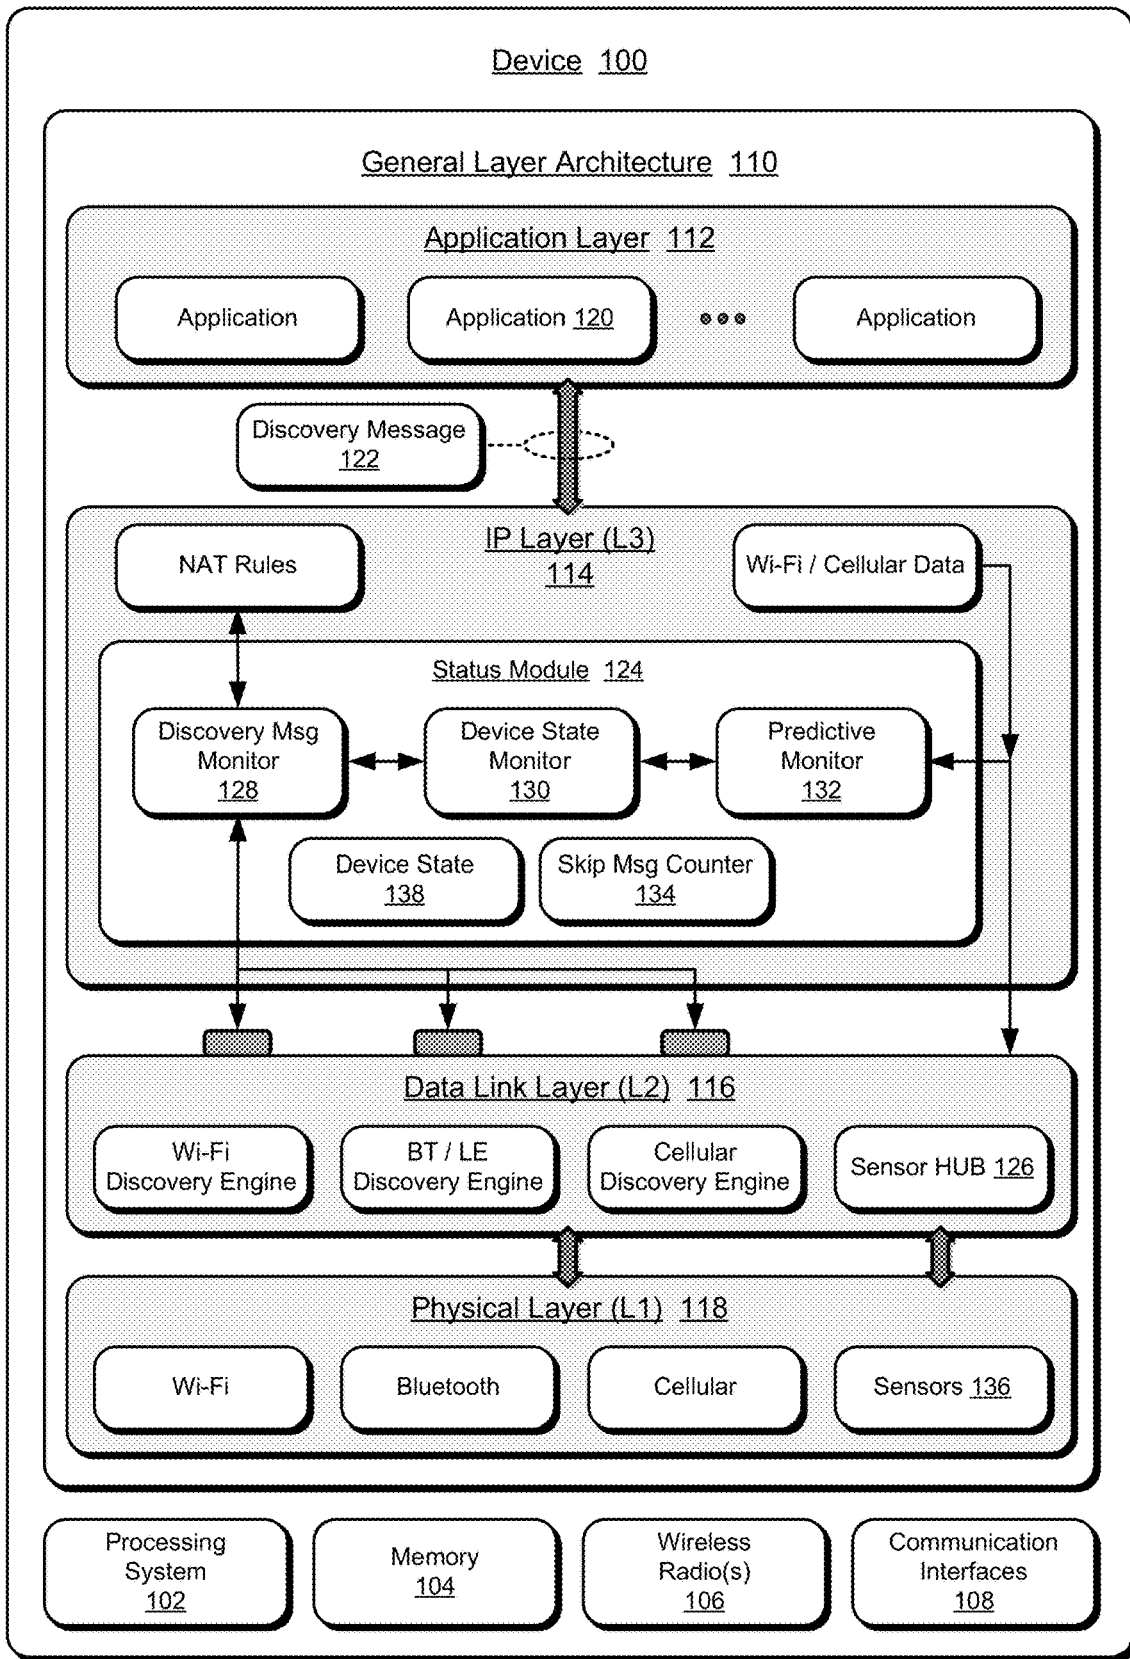 Device 100
General Layer Architecture 110
Application Layer 112
Application
Application 120
Application
Discovery Message
122
IP Layer (L3)
114
NAT Rules
Wi-Fi / Cellular Data
Status Module 124
Discovery Msg
Monitor
128
Device State
Monitor
130
Predictive
Monitor
132
Device State
138
Skip Msg Counter
134
Data Link Layer (L2) 116
Wi-Fi
Discovery Engine
BT / LE
Discovery Engine
Cellular
Discovery Engine
Sensor HUB 126
Physical Layer (L1) 118
Wi-Fi
Bluetooth
Cellular
Sensors 136
Processing
System
102
Memory
104
Wireless
Radio(s)
106
Communication
Interfaces
108